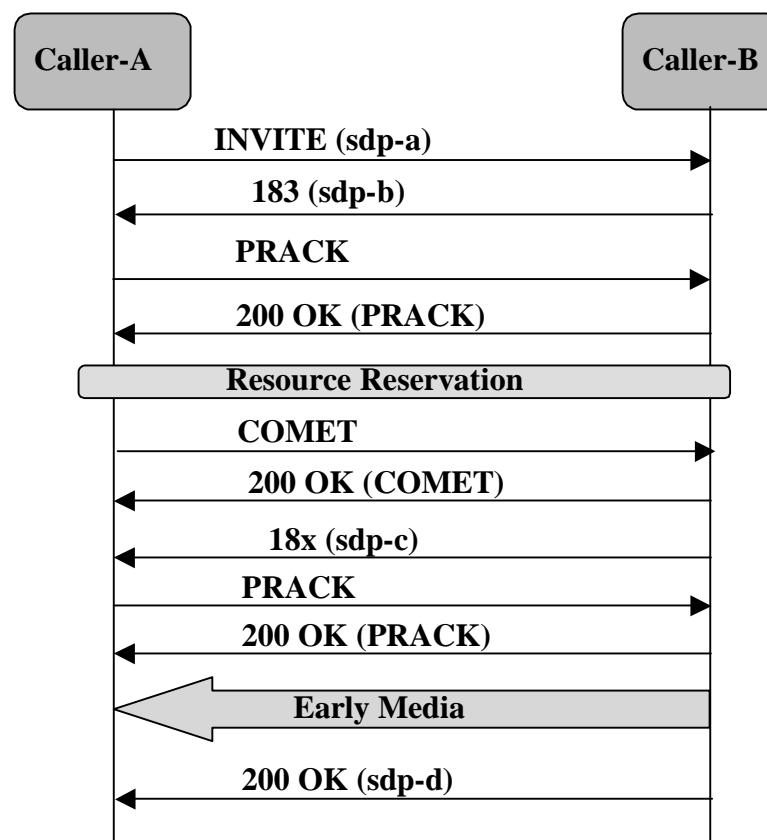 Caller-A
Caller-B
INVITE (sdp-a)
183 (sdp-b)
PRACK
200 OK (PRACK)
Resource Reservation
COMET
200 OK (COMET)
18x (sdp-c)
PRACK
200 OK (PRACK)
Early Media
200 OK (sdp-d)